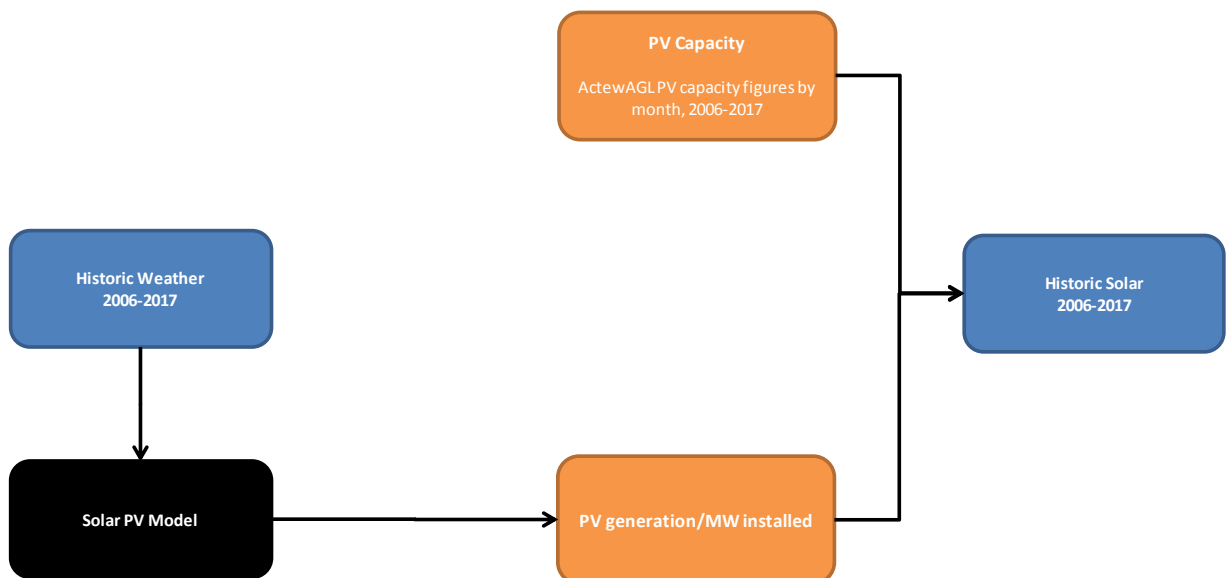 PV Capacity
ActewAGL PV capacity figures by
month, 2006-2017
Historic Weather
2006-2017
Historic Solar
2006-2017
Solar PV Model
PV generation/MW installed